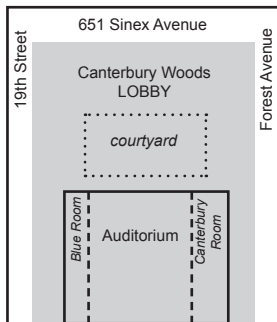 651 Sinex Avenue
19th Street
Forest Avenue
Canterbury Woods
LOBBY
courtyard
Blue Room
Auditorium
Canterbury
Room